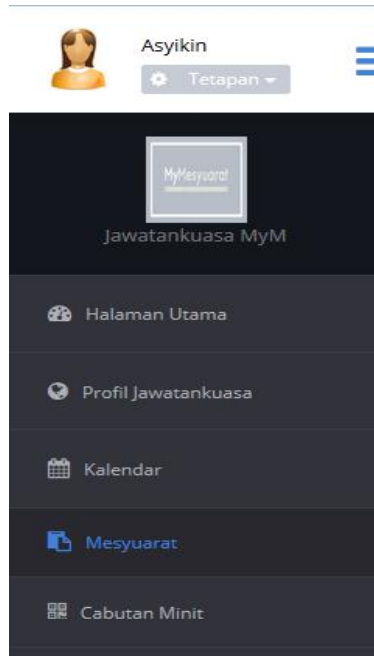 Asyikin
Tetapan
MyMesyuarat
Jawatankuasa MyM
Halaman Utama
Profil Jawatankuasa
Kalendar
Mesyuarat
Cabutan Minit